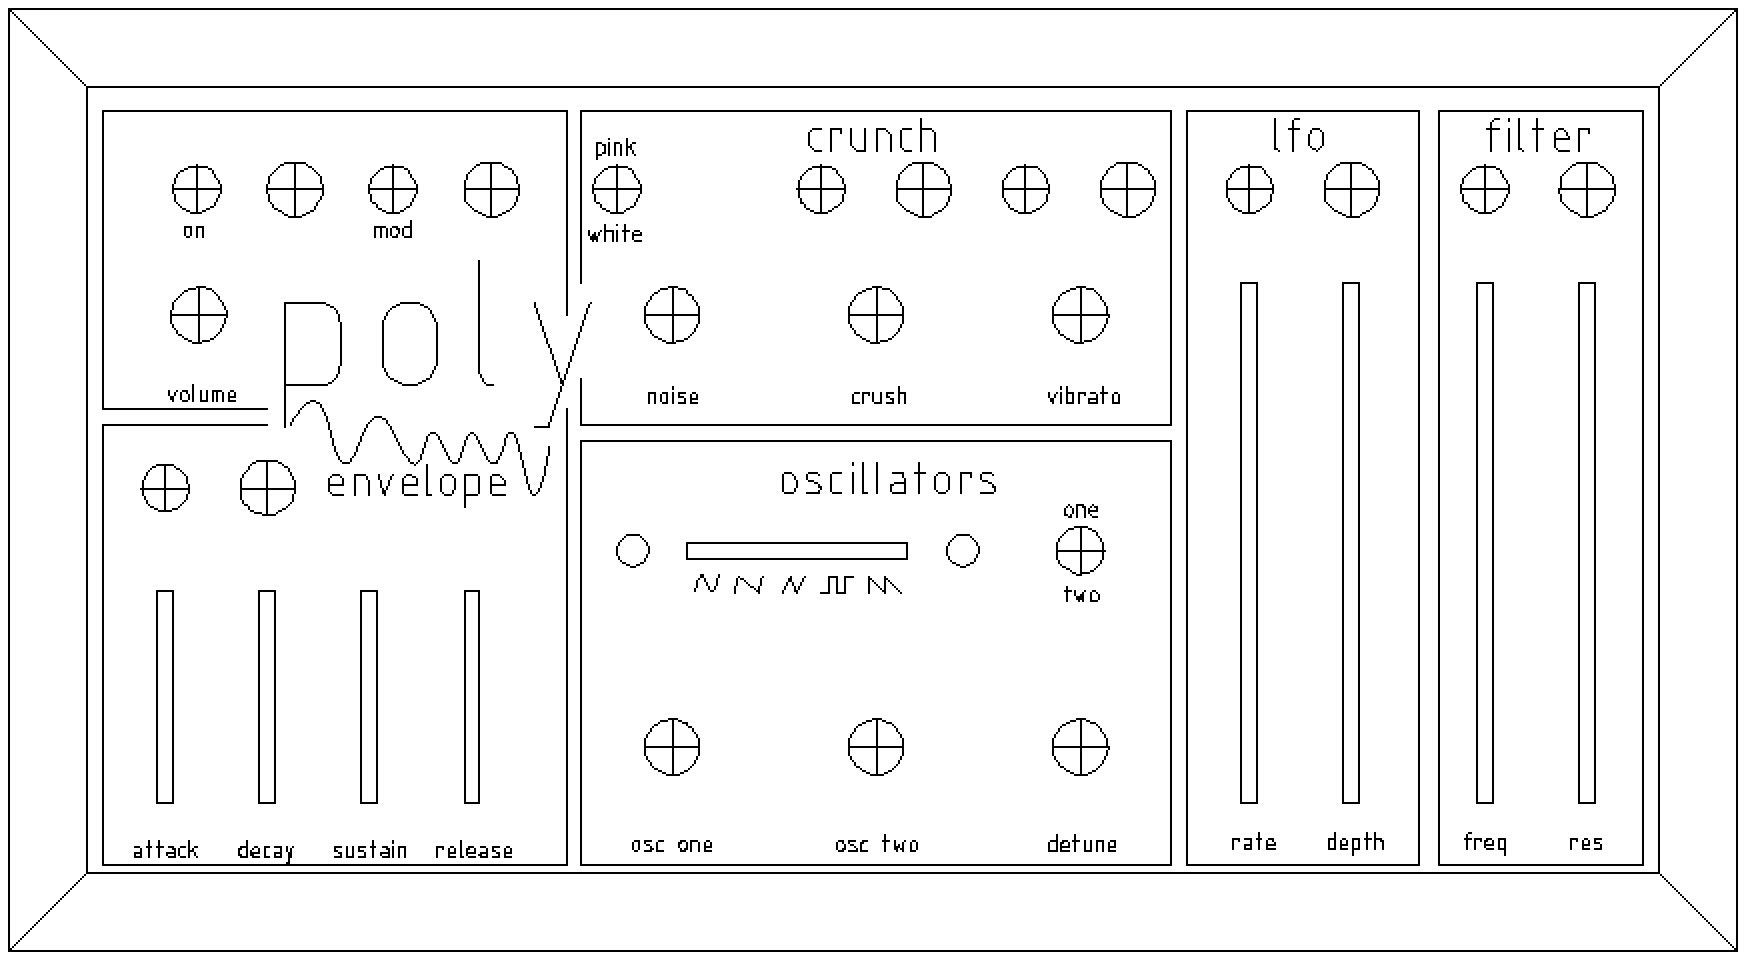 on
mod
volume
poly
envelope
attack decay sustain release
crunch
pink
white
noise crush vibrato
oscillators
one
two
osc one osc two detune
lfo
rate depth
filter
freq res